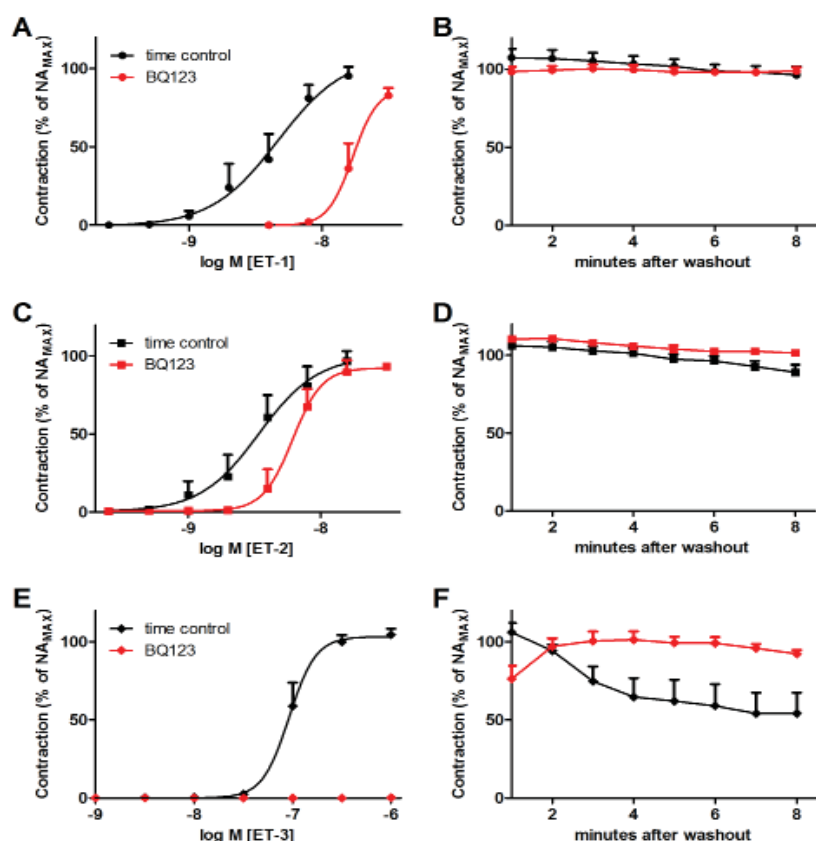 A
time control
BQ123
Contraction (% of NAMAX)
100
50
0
-9
-8
log M [ET-1]
B
Contraction (% of NAMAX)
100
50
0
2
4
6
8
minutes after washout
C
time control
BQ123
Contraction (% of NAMAX)
100
50
0
-9
-8
log M [ET-2]
D
Contraction (% of NAMAX)
100
50
0
2
4
6
8
minutes after washout
E
time control
BQ123
Contraction (% of NAMAX)
100
50
0
-9
-8
-7
-6
log M [ET-3]
F
Contraction (% of NAMAX)
100
50
0
2
4
6
8
minutes after washout